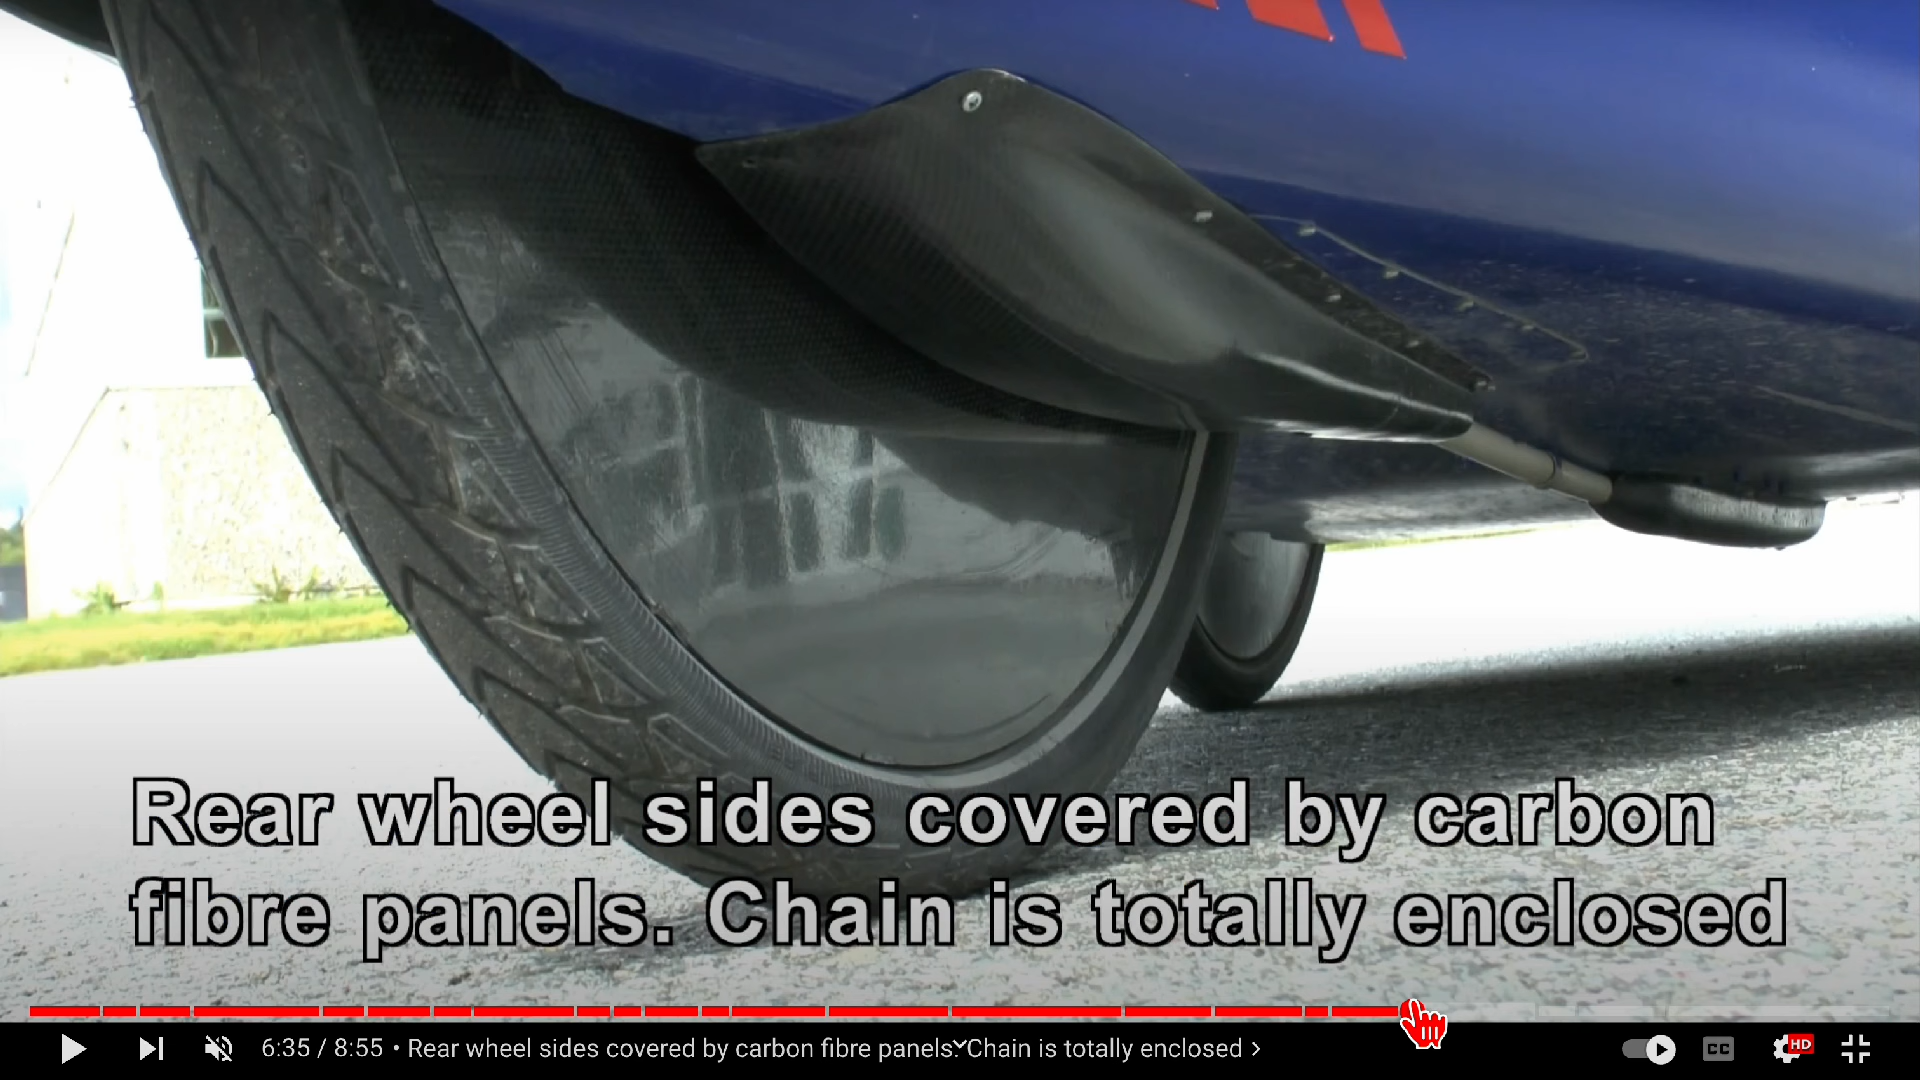 Rear wheel sides covered by carbon
fibre panels. Chain is totally enclosed
6:35 / 8:55 • Rear wheel sides covered by carbon fibre panels. Chain is totally enclosed
CC
HD